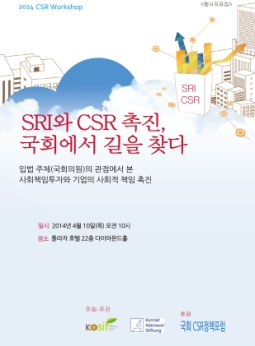 2014 CSR Workshop
<행사자료집>
SRI
CSR
SRI와 CSR 촉진,
국회에서 길을 찾다
입법 주체(국회의원)의 관점에서 본
사회책임투자와 기업의 사회적 책임 촉진
일시 2014년 4월 10일(목) 오전 10시
장소 플라자 호텔 22층 다이아몬드홀
주최·주관
후원
KOSIF
Konrad
Adenauer
Stiftung
국회 CSR정책포럼